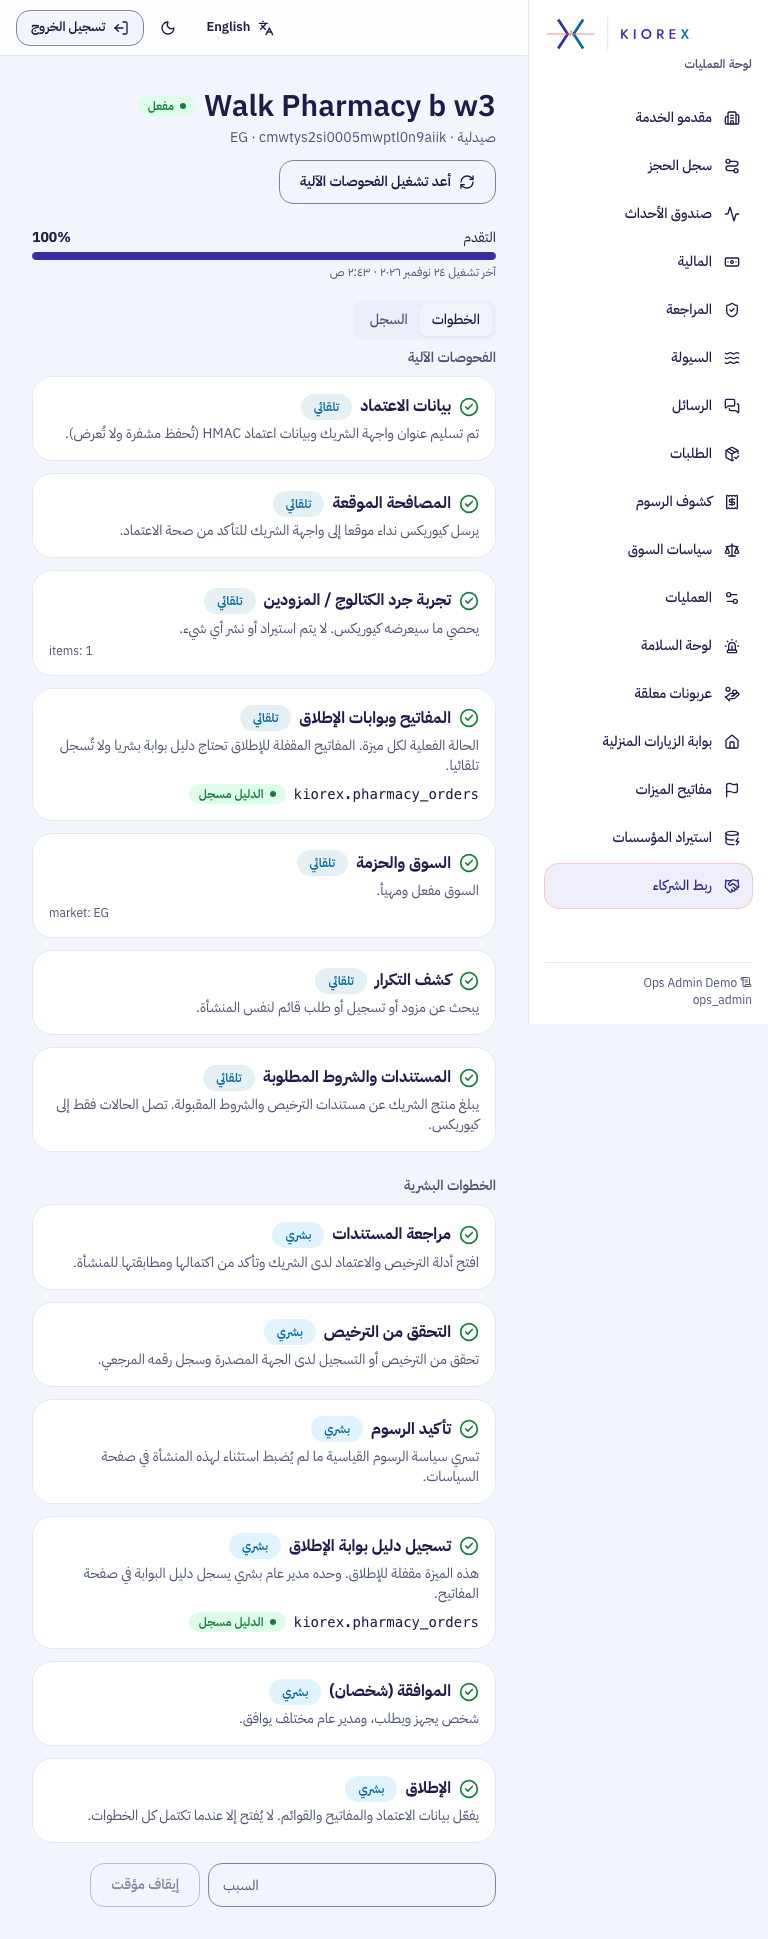 KIOREX
لوحة العمليات
مقدمو الخدمة
سجل الحجز
صندوق الأحداث
المالية
المراجعة
السيولة
الرسائل
الطلبات
كشوف الرسوم
سياسات السوق
العمليات
لوحة السلامة
عربونات معلقة
بوابة الزيارات المنزلية
مفاتيح الميزات
استيراد المؤسسات
ربط الشركاء
Ops Admin Demo
ops_admin
English
تسجيل الخروج
Walk Pharmacy b w3 مفعل
صيدلية · EG · cmwtys2si0005mwptl0n9aiik
أعد تشغيل الفحوصات الآلية
التقدم 100%
آخر تشغيل ٢٤ نوفمبر ٢٠٢٦ · ٢:٤٣ ص
الخطوات السجل
الفحوصات الآلية
بيانات الاعتماد تلقائي
تم تسليم عنوان واجهة الشريك وبيانات اعتماد HMAC (تُحفظ مشفرة ولا تُعرض).
المصافحة الموقعة تلقائي
يرسل كيوريكس نداء موقعا إلى واجهة الشريك للتأكد من صحة الاعتماد.
تجربة جرد الكتالوج / المزودين تلقائي
يحصي ما سيعرضه كيوريكس. لا يتم استيراد أو نشر أي شيء.
items: 1
المفاتيح وبوابات الإطلاق تلقائي
الحالة الفعلية لكل ميزة. المفاتيح المقفلة للإطلاق تحتاج دليل بوابة بشريا ولا تُسجل
تلقائيا.
kiorex.pharmacy_orders الدليل مسجل
السوق والحزمة تلقائي
السوق مفعل ومهيأ.
market: EG
كشف التكرار تلقائي
يبحث عن مزود أو تسجيل أو طلب قائم لنفس المنشأة.
المستندات والشروط المطلوبة تلقائي
يبلغ منتج الشريك عن مستندات الترخيص والشروط المقبولة. تصل الحالات فقط إلى
كيوريكس.
الخطوات البشرية
مراجعة المستندات بشري
افتح أدلة الترخيص والاعتماد لدى الشريك وتأكد من اكتمالها ومطابقتها للمنشأة.
التحقق من الترخيص بشري
تحقق من الترخيص أو التسجيل لدى الجهة المصدرة وسجل رقمه المرجعي.
تأكيد الرسوم بشري
تسري سياسة الرسوم القياسية ما لم يُضبط استثناء لهذه المنشأة في صفحة
السياسات.
تسجيل دليل بوابة الإطلاق بشري
هذه الميزة مقفلة للإطلاق. وحده مدير عام بشري يسجل دليل البوابة في صفحة
المفاتيح.
kiorex.pharmacy_orders الدليل مسجل
الموافقة (شخصان) بشري
شخص يجهز ويطلب، ومدير عام مختلف يوافق.
الإطلاق بشري
يفعّل بيانات الاعتماد والمفاتيح والقوائم. لا يُفتح إلا عندما تكتمل كل الخطوات.
السبب
إيقاف مؤقت